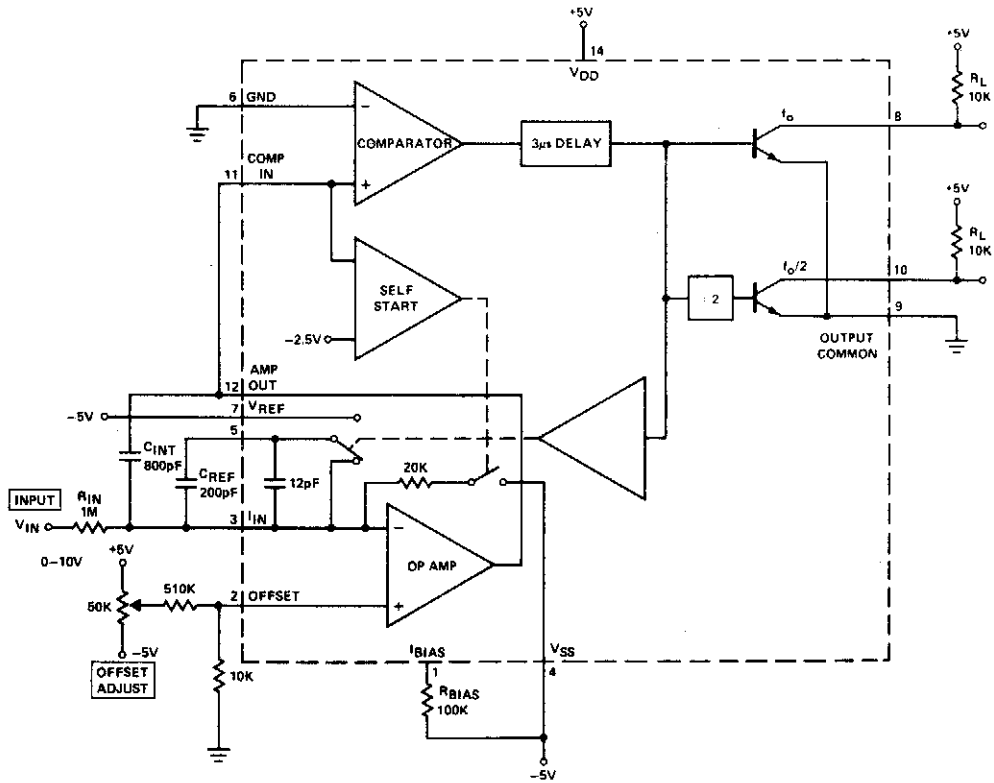 +5V
14
VDD
+5V
RL
10K
6 GND
COMPARATOR
3μs DELAY
fo
8
11 COMP IN
SELF START
−2.5V
+5V
RL
10K
fo/2
10
2
9
OUTPUT COMMON
AMP OUT
12
7 VREF
−5V
5
CINT
800pF
CREF
200pF
12pF
20K
INPUT
RIN
1M
VIN
3 IIN
0−10V
+5V
OP AMP
510K
50K
2 OFFSET
−5V
OFFSET ADJUST
10K
IBIAS
1
VSS
4
RBIAS
100K
−5V